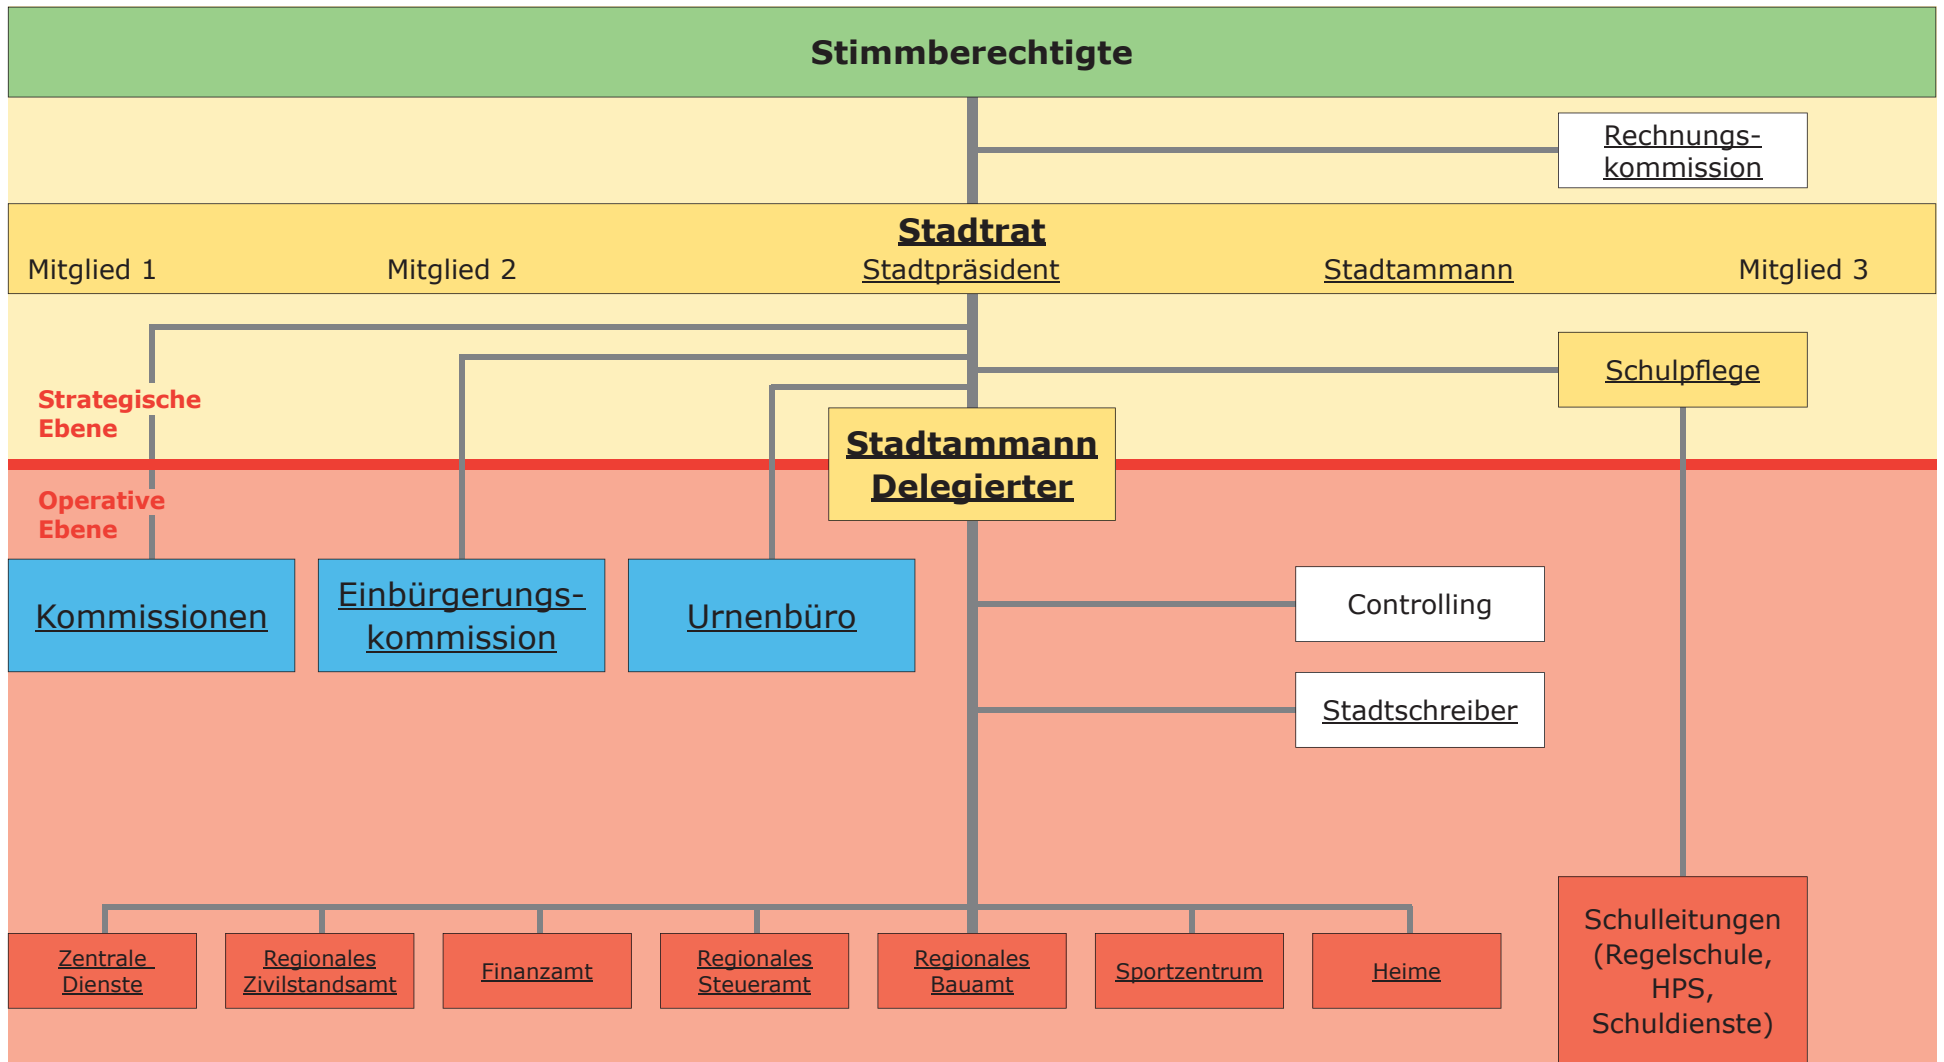 Stimmberechtigte
Rechnungs-
kommission
Stadtrat
Mitglied 1
Mitglied 2
Stadtpräsident
Stadtammann
Mitglied 3
Schulpflege
Strategische
Ebene
Stadtammann
Delegierter
Operative
Ebene
Kommissionen
Einbürgerungs-
kommission
Urnenbüro
Controlling
Stadtschreiber
Zentrale
Dienste
Regionales
Zivilstandsamt
Finanzamt
Regionales
Steueramt
Regionales
Bauamt
Sportzentrum
Heime
Schulleitungen
(Regelschule,
HPS,
Schuldienste)